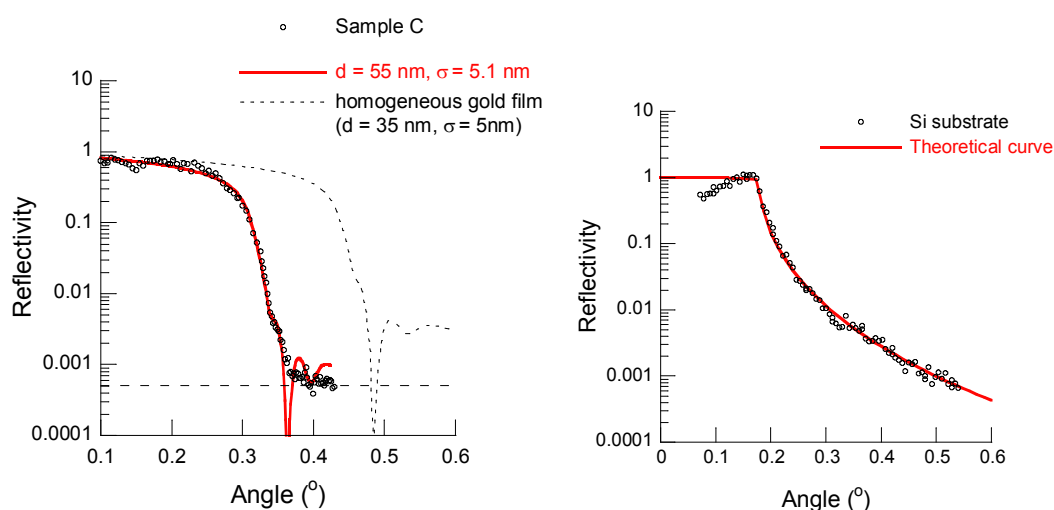 Sample C
d = 55 nm, σ = 5.1 nm
homogeneous gold film
(d = 35 nm, σ = 5nm)
10
1
0.1
0.01
0.001
0.0001
Reflectivity
0.1 0.2 0.3 0.4 0.5 0.6
Angle (°)
Si substrate
Theoretical curve
10
1
0.1
0.01
0.001
0.0001
Reflectivity
0 0.1 0.2 0.3 0.4 0.5 0.6
Angle (°)